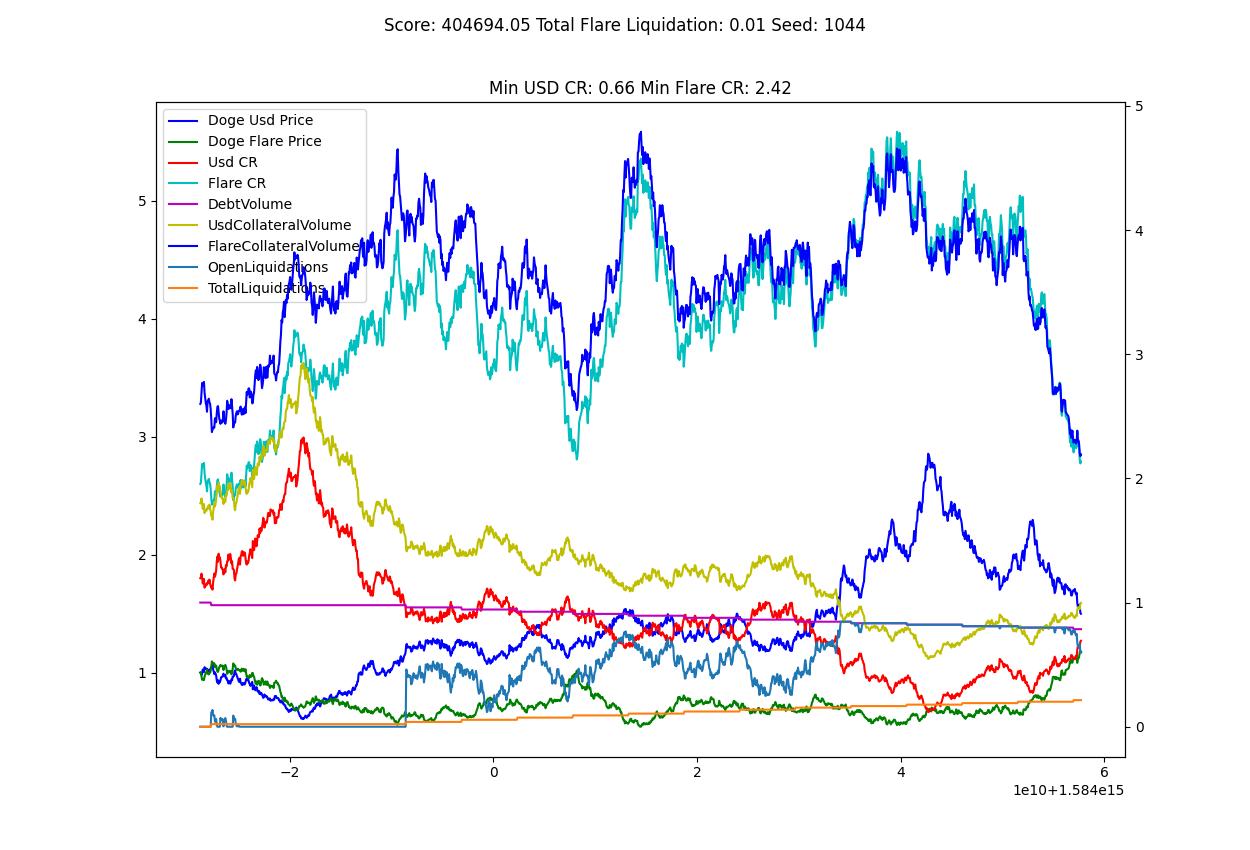 Score: 404694.05 Total Flare Liquidation: 0.01 Seed: 1044
Min USD CR: 0.66 Min Flare CR: 2.42
Doge Usd Price
Doge Flare Price
Usd CR
Flare CR
DebtVolume
UsdCollateralVolume
FlareCollateralVolume
OpenLiquidations
TotalLiquidations
5
4
3
2
1
5
4
3
2
1
0
−2
0
2
4
6
1e10+1.584e15